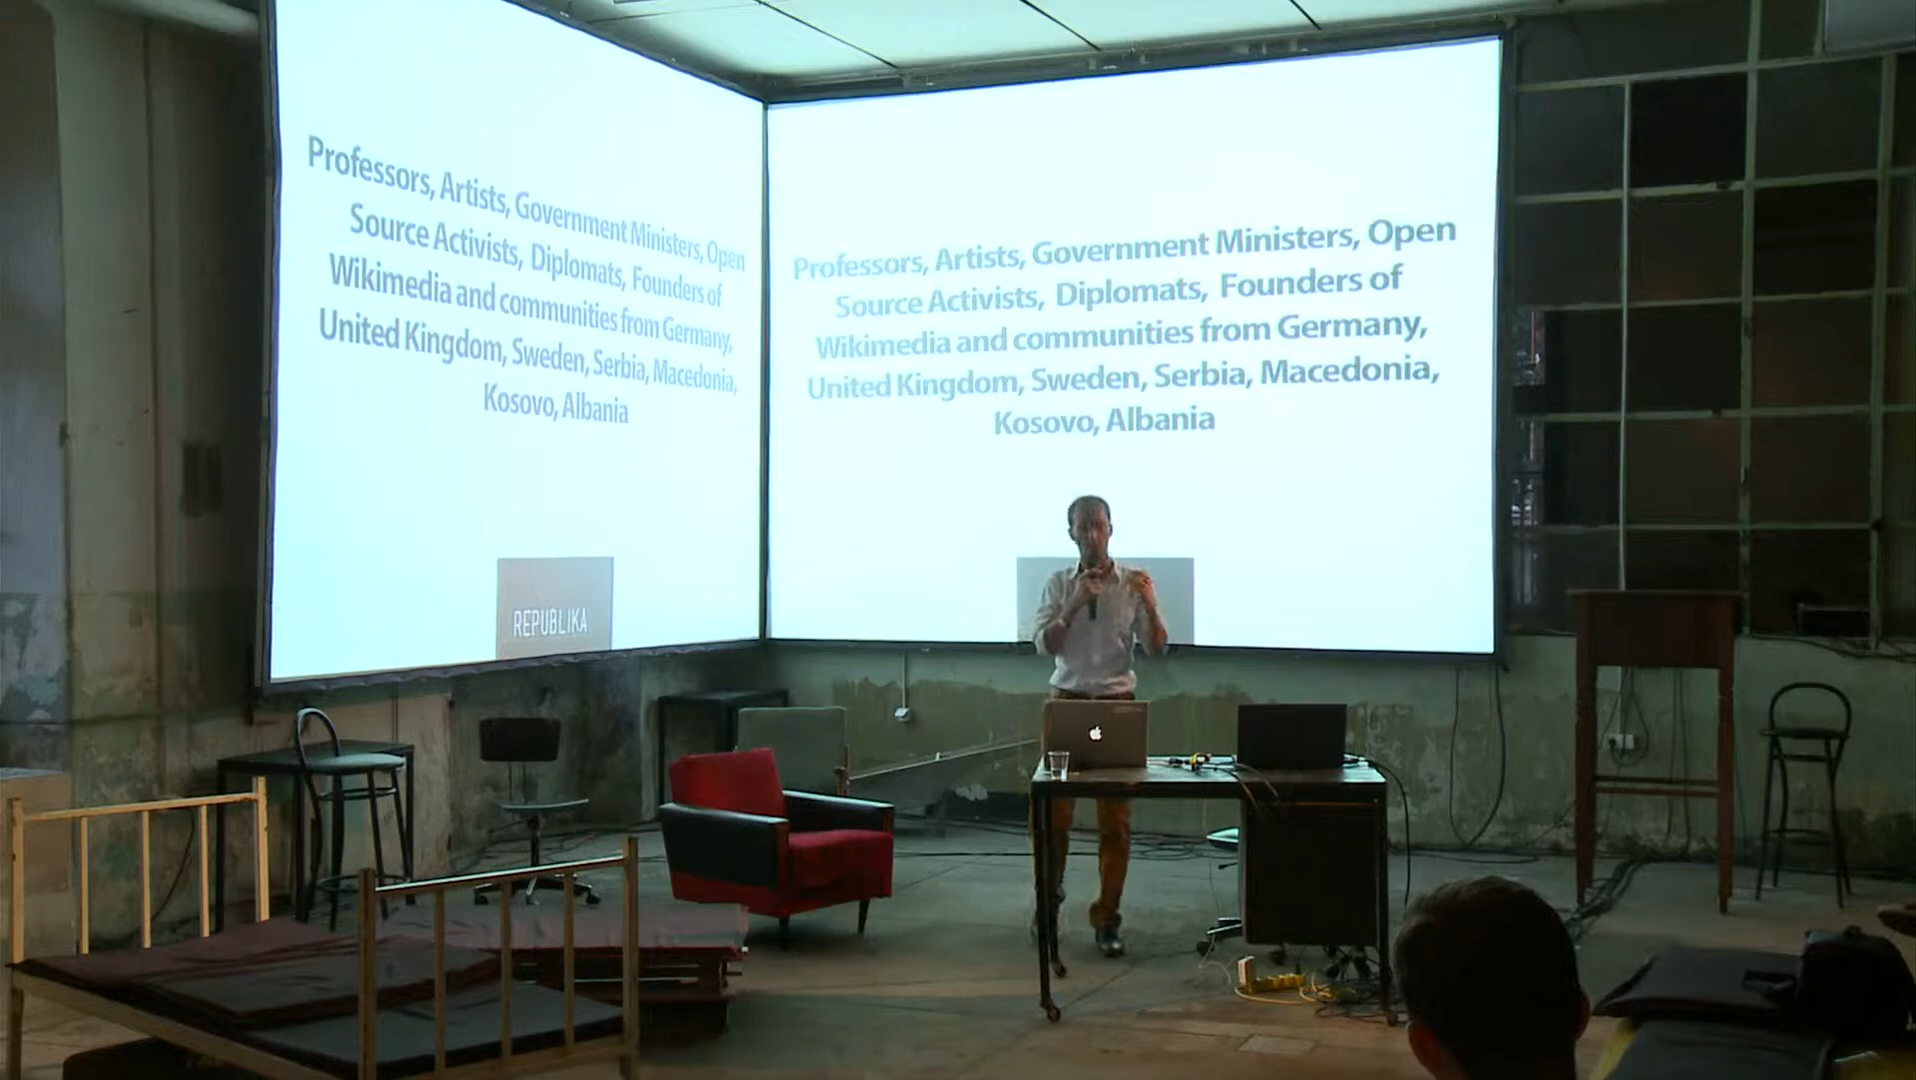 Professors, Artists, Government Ministers, Open
Source Activists, Diplomats, Founders of
Wikimedia and communities from Germany,
United Kingdom, Sweden, Serbia, Macedonia,
Kosovo, Albania
REPUBLIKA
Professors, Artists, Government Ministers, Open
Source Activists, Diplomats, Founders of
Wikimedia and communities from Germany,
United Kingdom, Sweden, Serbia, Macedonia,
Kosovo, Albania